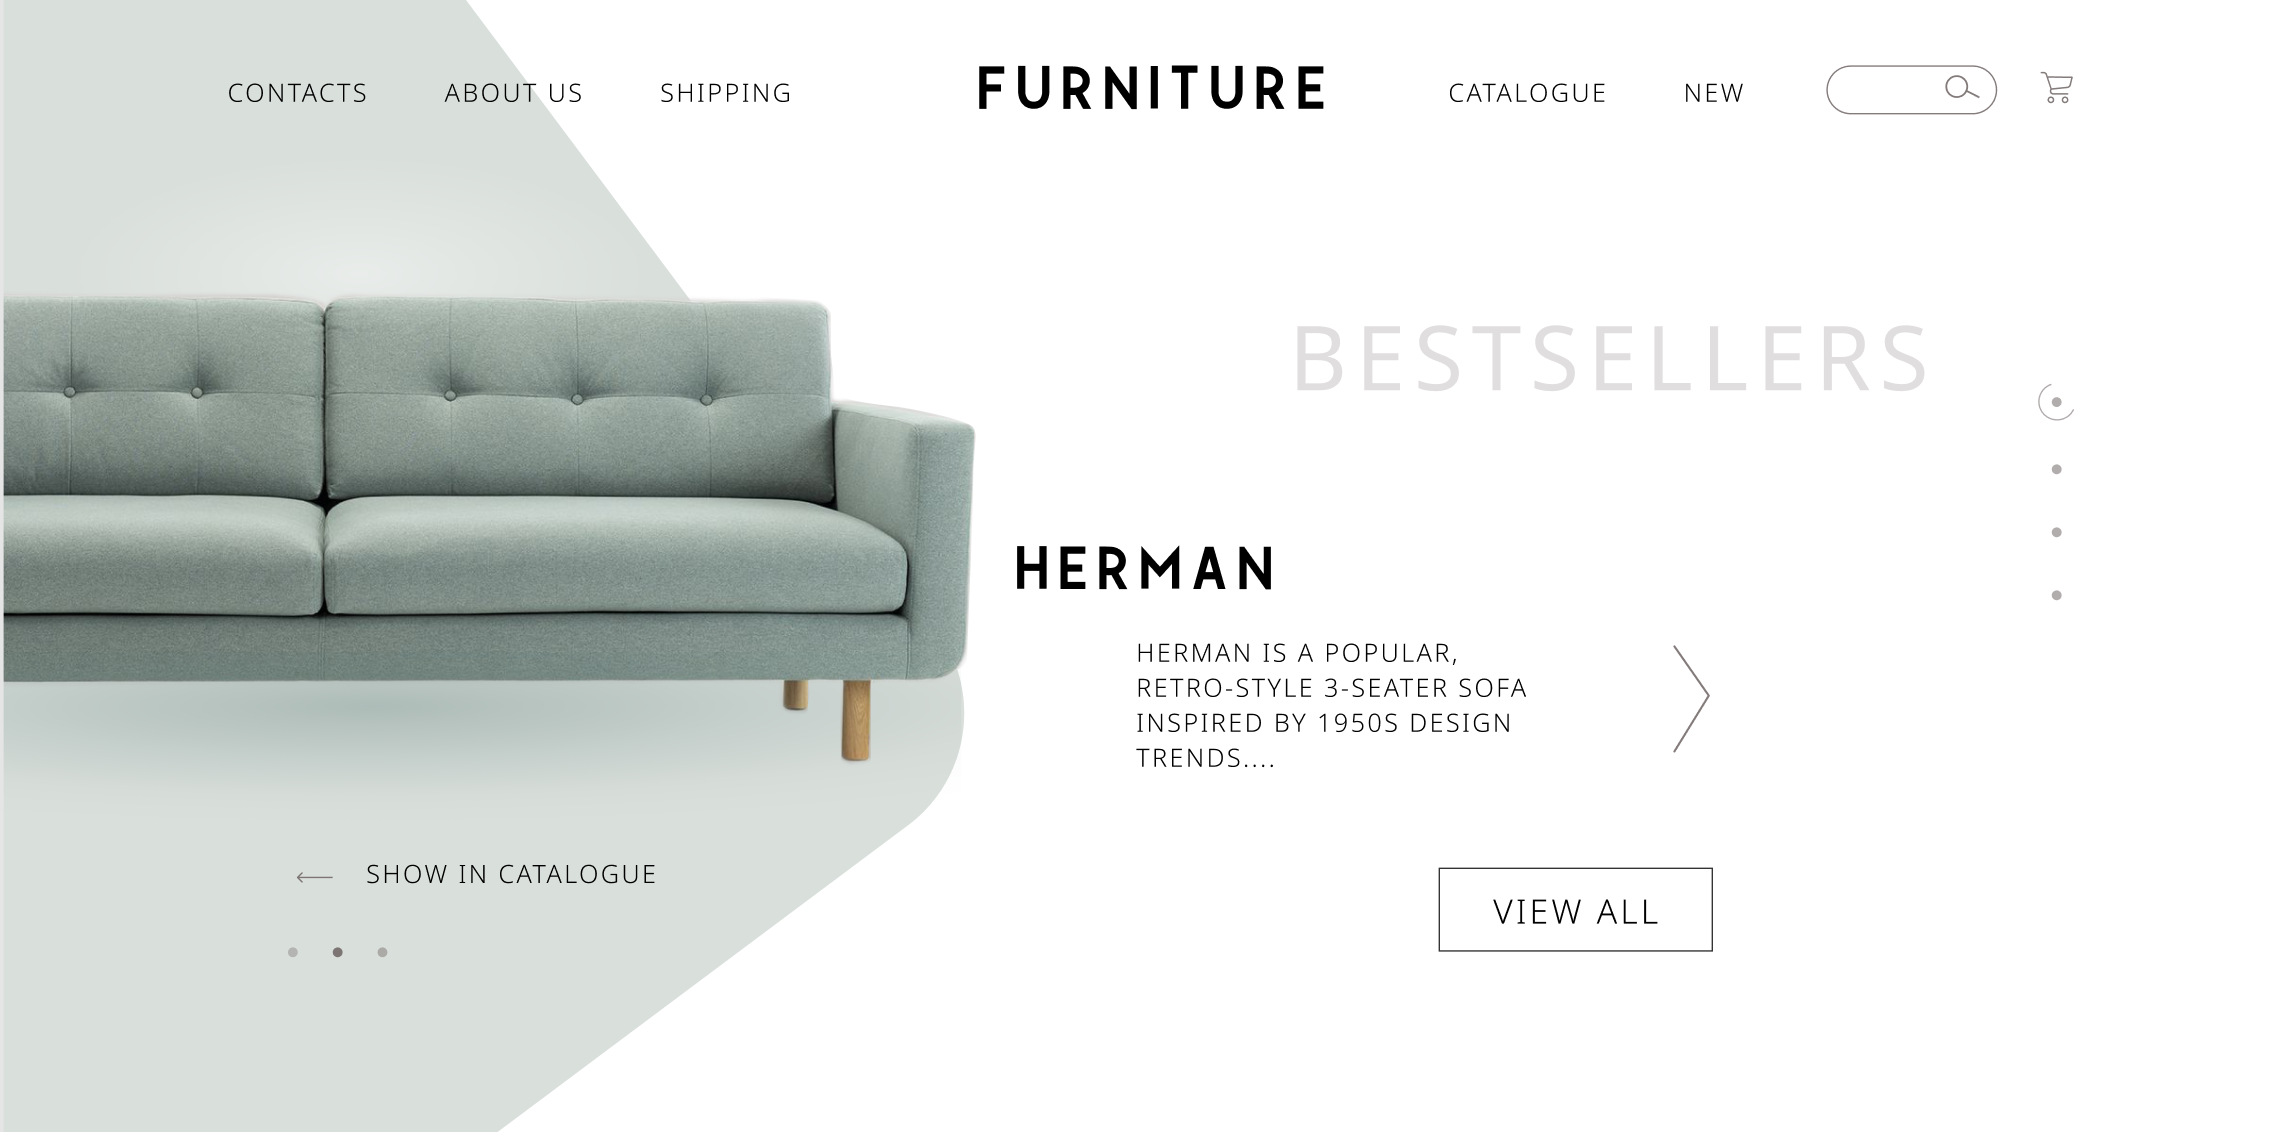 CONTACTS
ABOUT US
SHIPPING
FURNITURE
CATALOGUE
NEW
BESTSELLERS
HERMAN
HERMAN IS A POPULAR,
RETRO-STYLE 3-SEATER SOFA
INSPIRED BY 1950S DESIGN
TRENDS....
SHOW IN CATALOGUE
VIEW ALL